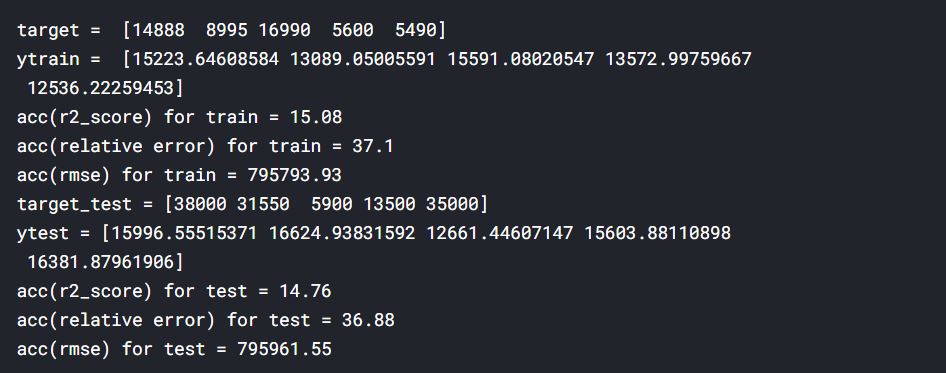 target =  [14888  8995 16990  5600  5490]
ytrain =  [15223.64608584 13089.05005591 15591.08020547 13572.99759667
 12536.22259453]
acc(r2_score) for train = 15.08
acc(relative error) for train = 37.1
acc(rmse) for train = 795793.93
target_test = [38000 31550  5900 13500 35000]
ytest = [15996.55515371 16624.93831592 12661.44607147 15603.88110898
 16381.87961906]
acc(r2_score) for test = 14.76
acc(relative error) for test = 36.88
acc(rmse) for test = 795961.55